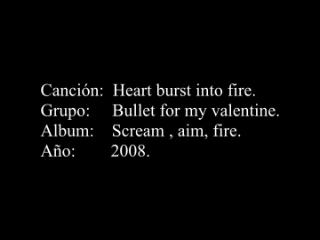 Canción: Heart burst into fire.
Grupo: Bullet for my valentine.
Album: Scream , aim, fire.
Año: 2008.